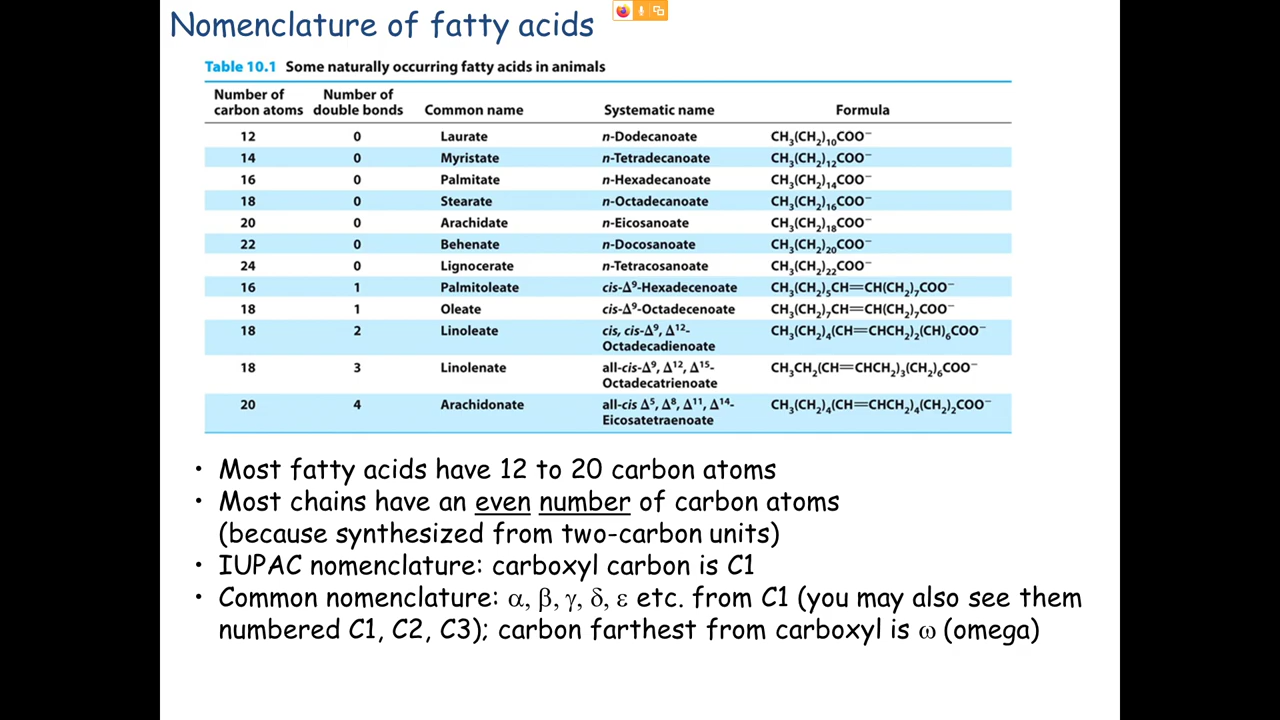 Nomenclature of fatty acids
Table 10.1 Some naturally occurring fatty acids in animals
Number of carbon atoms Number of double bonds Common name Systematic name Formula
12 0 Laurate n-Dodecanoate CH₃(CH₂)₁₀COO⁻
14 0 Myristate n-Tetradecanoate CH₃(CH₂)₁₂COO⁻
16 0 Palmitate n-Hexadecanoate CH₃(CH₂)₁₄COO⁻
18 0 Stearate n-Octadecanoate CH₃(CH₂)₁₆COO⁻
20 0 Arachidate n-Eicosanoate CH₃(CH₂)₁₈COO⁻
22 0 Behenate n-Docosanoate CH₃(CH₂)₂₀COO⁻
24 0 Lignocerate n-Tetracosanoate CH₃(CH₂)₂₂COO⁻
16 1 Palmitoleate cis-Δ⁹-Hexadecenoate CH₃(CH₂)₅CH=CH(CH₂)₇COO⁻
18 1 Oleate cis-Δ⁹-Octadecenoate CH₃(CH₂)₇CH=CH(CH₂)₇COO⁻
18 2 Linoleate cis, cis-Δ⁹, Δ¹²- CH₃(CH₂)₄(CH=CHCH₂)₂(CH)₆COO⁻
Octadecadienoate
18 3 Linolenate all-cis-Δ⁹, Δ¹², Δ¹⁵- CH₃CH₂(CH=CHCH₂)₃(CH₂)₆COO⁻
Octadecatrienoate
20 4 Arachidonate all-cis Δ⁵, Δ⁸, Δ¹¹, Δ¹⁴- CH₃(CH₂)₄(CH=CHCH₂)₄(CH₂)₂COO⁻
Eicosatetraenoate
• Most fatty acids have 12 to 20 carbon atoms
• Most chains have an even number of carbon atoms
(because synthesized from two-carbon units)
• IUPAC nomenclature: carboxyl carbon is C1
• Common nomenclature: α, β, γ, δ, ε etc. from C1 (you may also see them
numbered C1, C2, C3); carbon farthest from carboxyl is ω (omega)